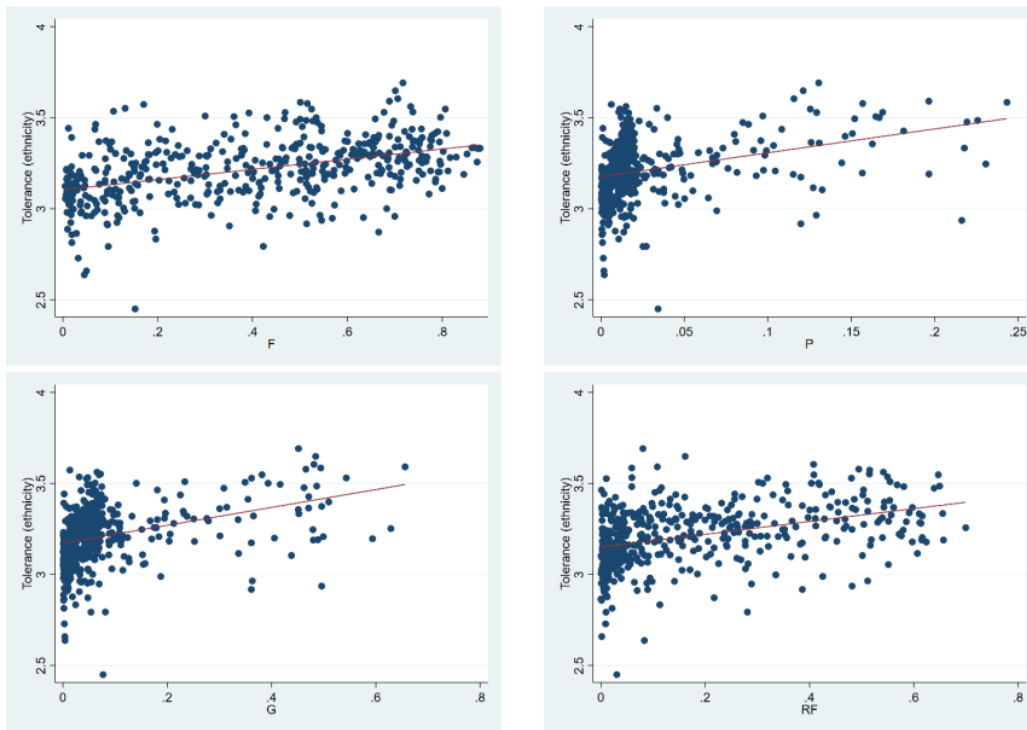 Tolerance (ethnicity)
4
3.5
3
2.5
0 .2 .4 .6 .8
F
Tolerance (ethnicity)
4
3.5
3
2.5
0 .05 .1 .15 .2 .25
P
Tolerance (ethnicity)
4
3.5
3
2.5
0 .2 .4 .6 .8
G
Tolerance (ethnicity)
4
3.5
3
2.5
0 .2 .4 .6 .8
RF